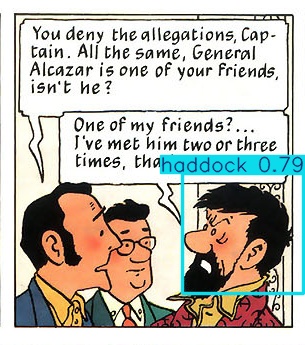 You deny the allegations, Cap-
tain. All the same, General
Alcazar is one of your friends,
isn't he?
One of my friends?...
I've met him two or three
times, tha
haddock 0.79